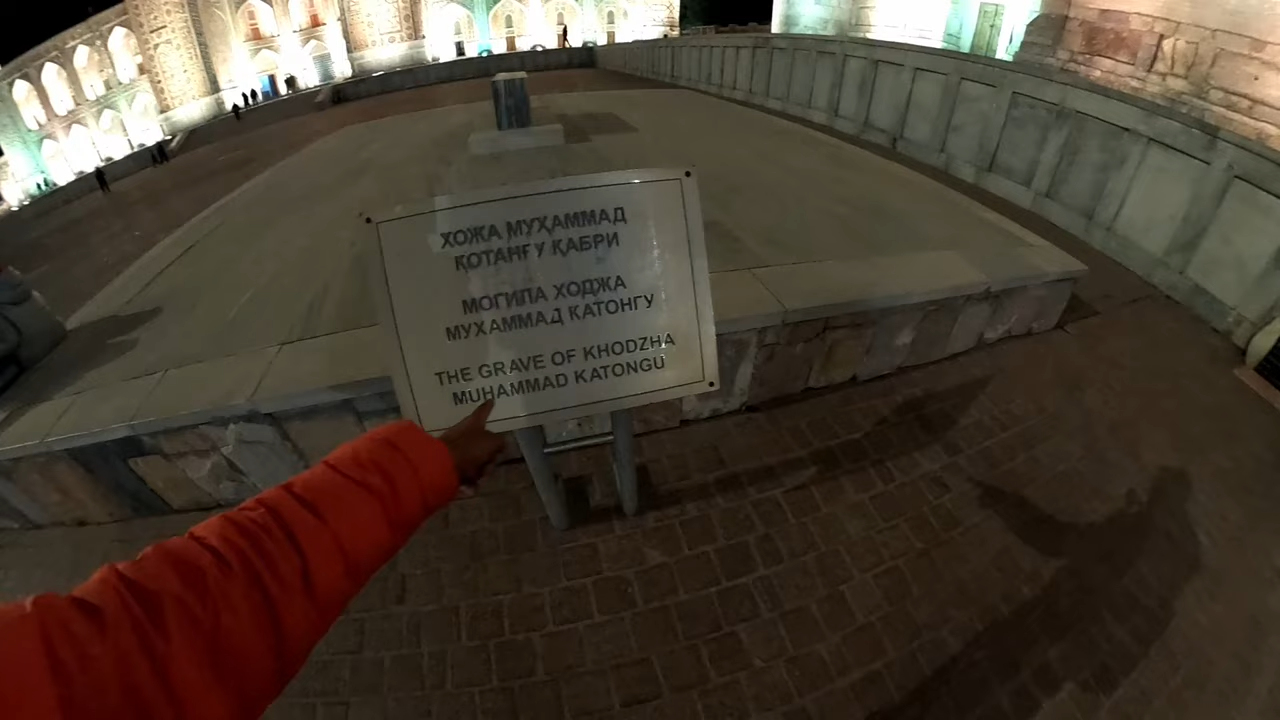 ХОЖА МУҲАММАД
ҚОТАНҒУ ҚАБРИ
МОГИЛА ХОДЖА
МУХАММАД КАТОНГУ
THE GRAVE OF KHODZHA
MUHAMMAD KATONGU